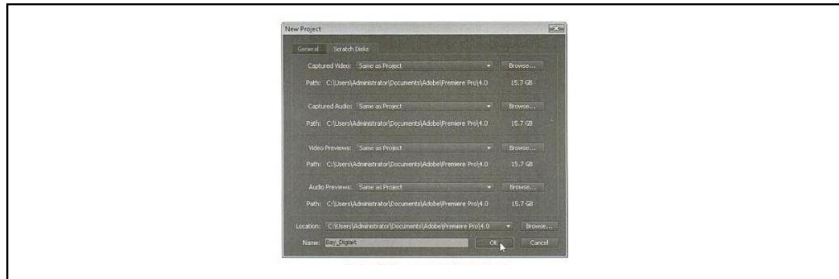 New Project
General Scratch Disks
Captured Video: Same as Project Browse...
Path: C:\Users\Administrator\Documents\Adobe\Premiere Pro\4.0 15.7 GB
Captured Audio: Same as Project Browse...
Path: C:\Users\Administrator\Documents\Adobe\Premiere Pro\4.0 15.7 GB
Video Previews: Same as Project Browse...
Path: C:\Users\Administrator\Documents\Adobe\Premiere Pro\4.0 15.7 GB
Audio Previews: Same as Project Browse...
Path: C:\Users\Administrator\Documents\Adobe\Premiere Pro\4.0 15.7 GB
Location: C:\Users\Administrator\Documents\Adobe\Premiere Pro\4.0 Browse...
Name: OK Cancel